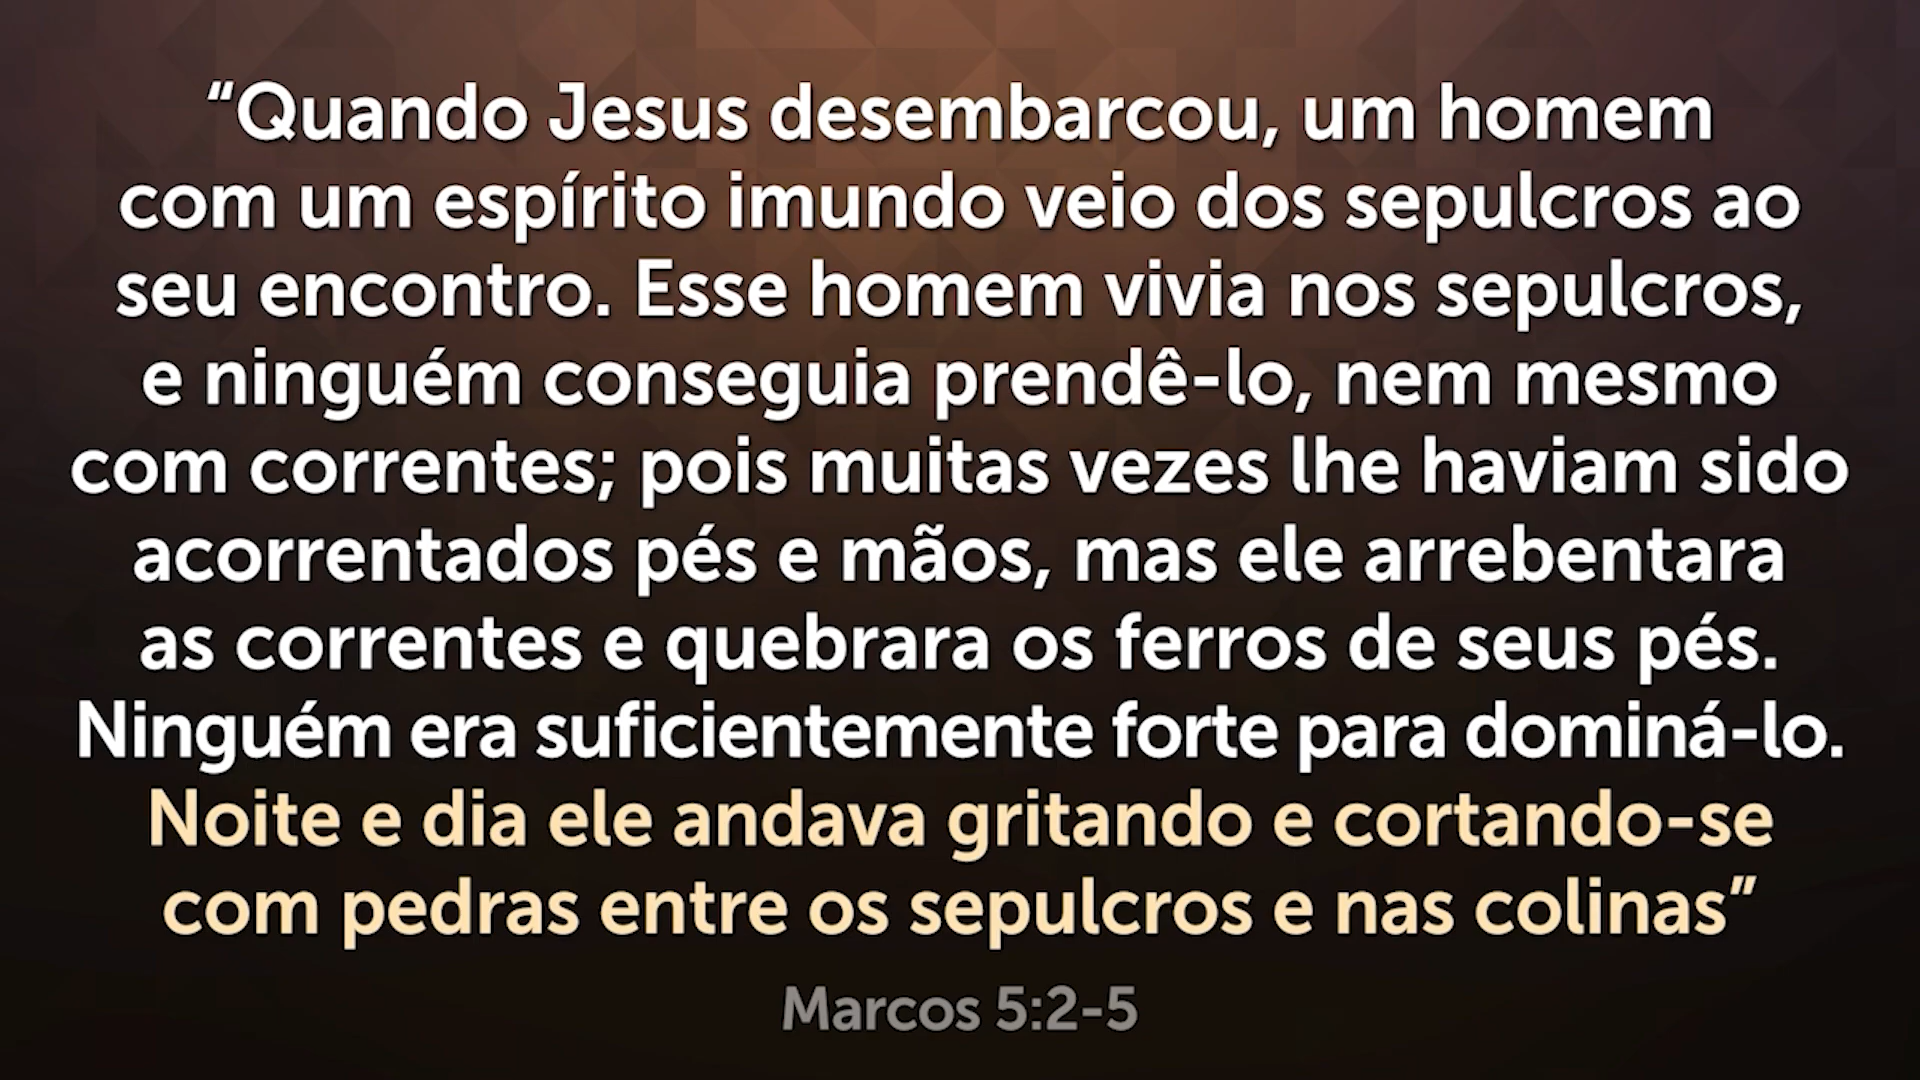 “Quando Jesus desembarcou, um homem
com um espírito imundo veio dos sepulcros ao
seu encontro. Esse homem vivia nos sepulcros,
e ninguém conseguia prendê-lo, nem mesmo
com correntes; pois muitas vezes lhe haviam sido
acorrentados pés e mãos, mas ele arrebentara
as correntes e quebrara os ferros de seus pés.
Ninguém era suficientemente forte para dominá-lo.
Noite e dia ele andava gritando e cortando-se
com pedras entre os sepulcros e nas colinas”
Marcos 5:2-5